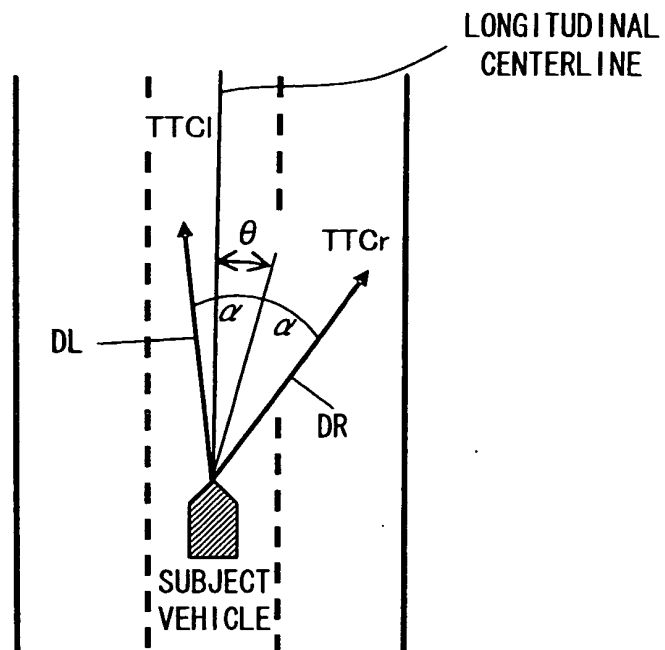 LONGITUDINAL
CENTERLINE
TTCl
θ
TTCr
α
α
DL
DR
SUBJECT
VEHICLE